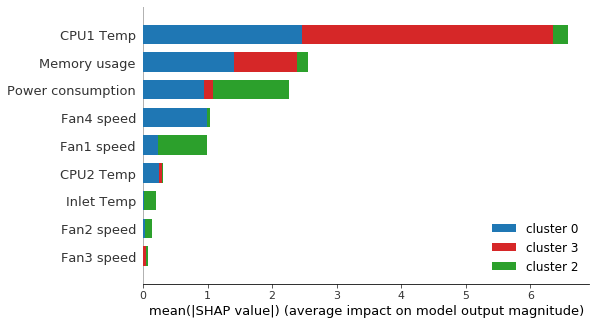 CPU1 Temp
Memory usage
Power consumption
Fan4 speed
Fan1 speed
CPU2 Temp
Inlet Temp
Fan2 speed
Fan3 speed
cluster 0
cluster 3
cluster 2
0 1 2 3 4 5 6
mean(|SHAP value|) (average impact on model output magnitude)